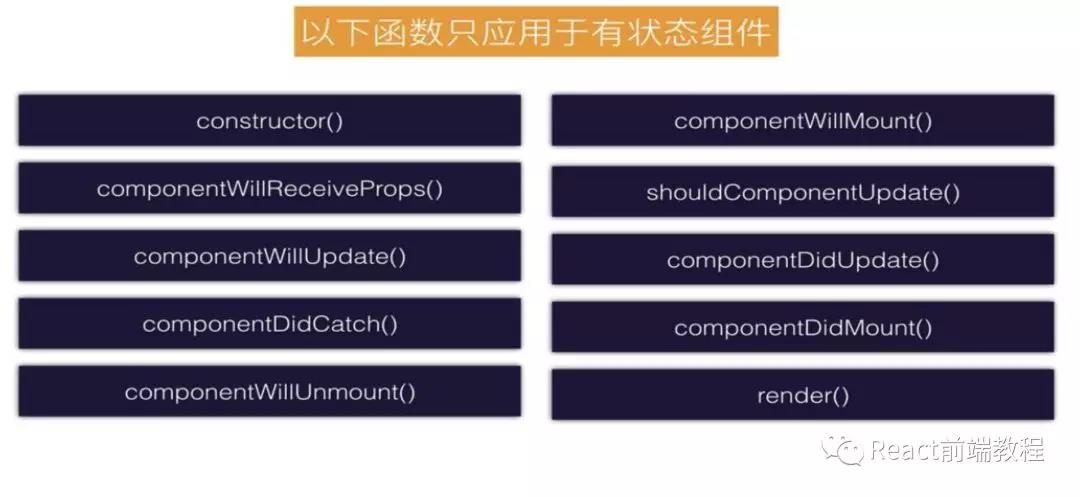 以下函数只应用于有状态组件
constructor()
componentWillMount()
componentWillReceiveProps()
shouldComponentUpdate()
componentWillUpdate()
componentDidUpdate()
componentDidCatch()
componentDidMount()
componentWillUnmount()
render()
React前端教程